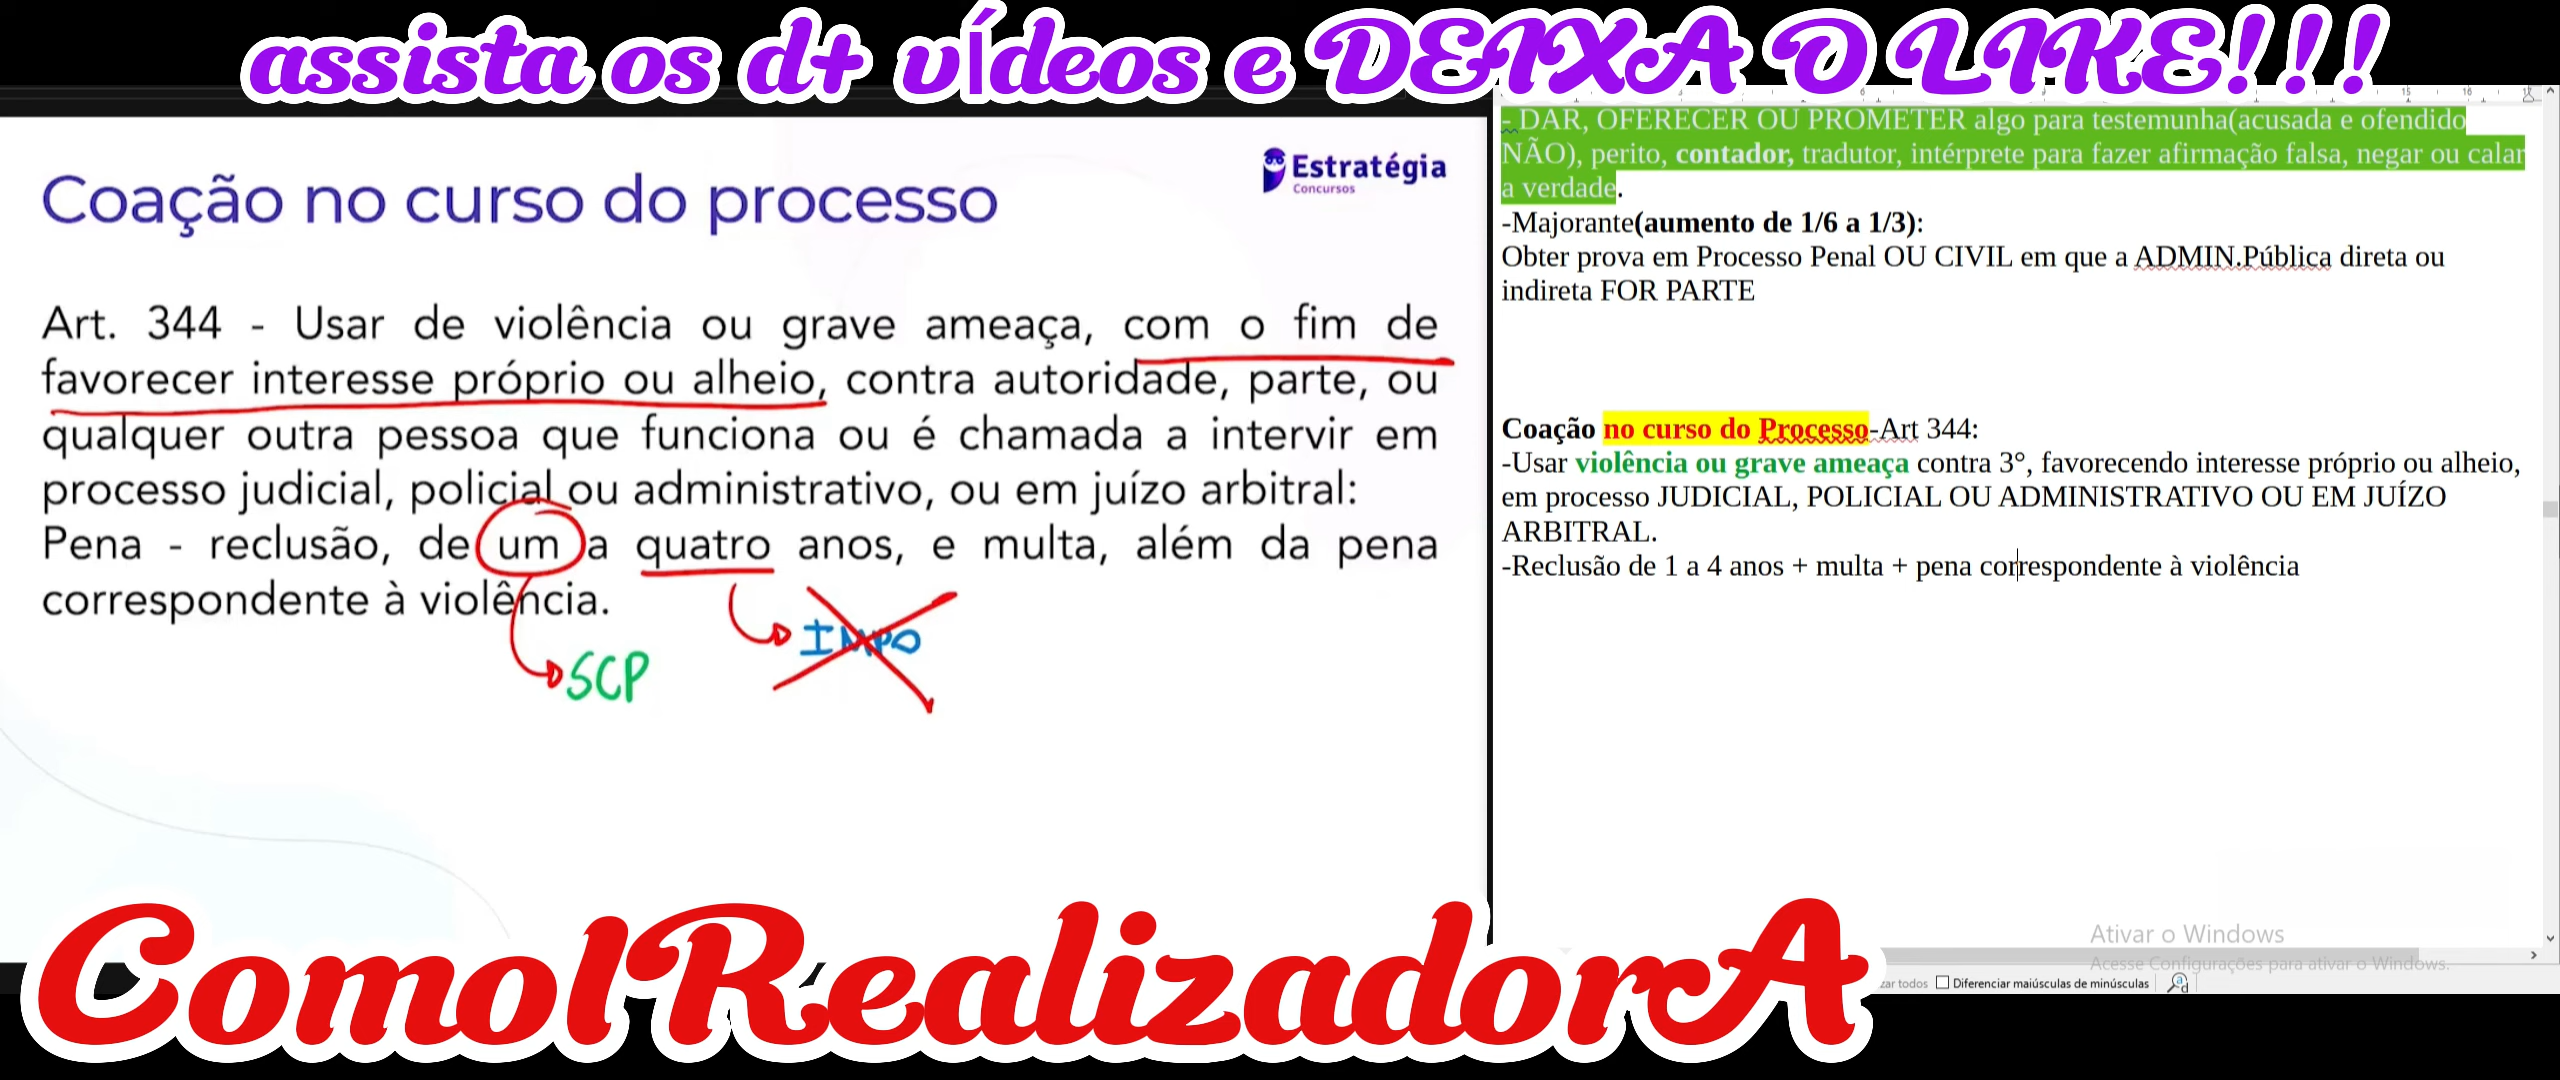 assista os d+ vídeos e DEIXA O LIKE!!!
Estratégia
Concursos
Coação no curso do processo
Art. 344 - Usar de violência ou grave ameaça, com o fim de
favorecer interesse próprio ou alheio, contra autoridade, parte, ou
qualquer outra pessoa que funciona ou é chamada a intervir em
processo judicial, policial ou administrativo, ou em juízo arbitral:
Pena - reclusão, de um a quatro anos, e multa, além da pena
correspondente à violência.
IMPO
SCP
- DAR, OFERECER OU PROMETER algo para testemunha(acusada e ofendido
NÃO), perito, contador, tradutor, intérprete para fazer afirmação falsa, negar ou calar
a verdade.
-Majorante(aumento de 1/6 a 1/3):
Obter prova em Processo Penal OU CIVIL em que a ADMIN.Pública direta ou
indireta FOR PARTE
Coação no curso do Processo-Art 344:
-Usar violência ou grave ameaça contra 3°, favorecendo interesse próprio ou alheio,
em processo JUDICIAL, POLICIAL OU ADMINISTRATIVO OU EM JUÍZO
ARBITRAL.
-Reclusão de 1 a 4 anos + multa + pena correspondente à violência
Ativar o Windows
Acesse Configurações para ativar o Windows.
zar todos Diferenciar maiúsculas de minúsculas
ComolRealizadorA